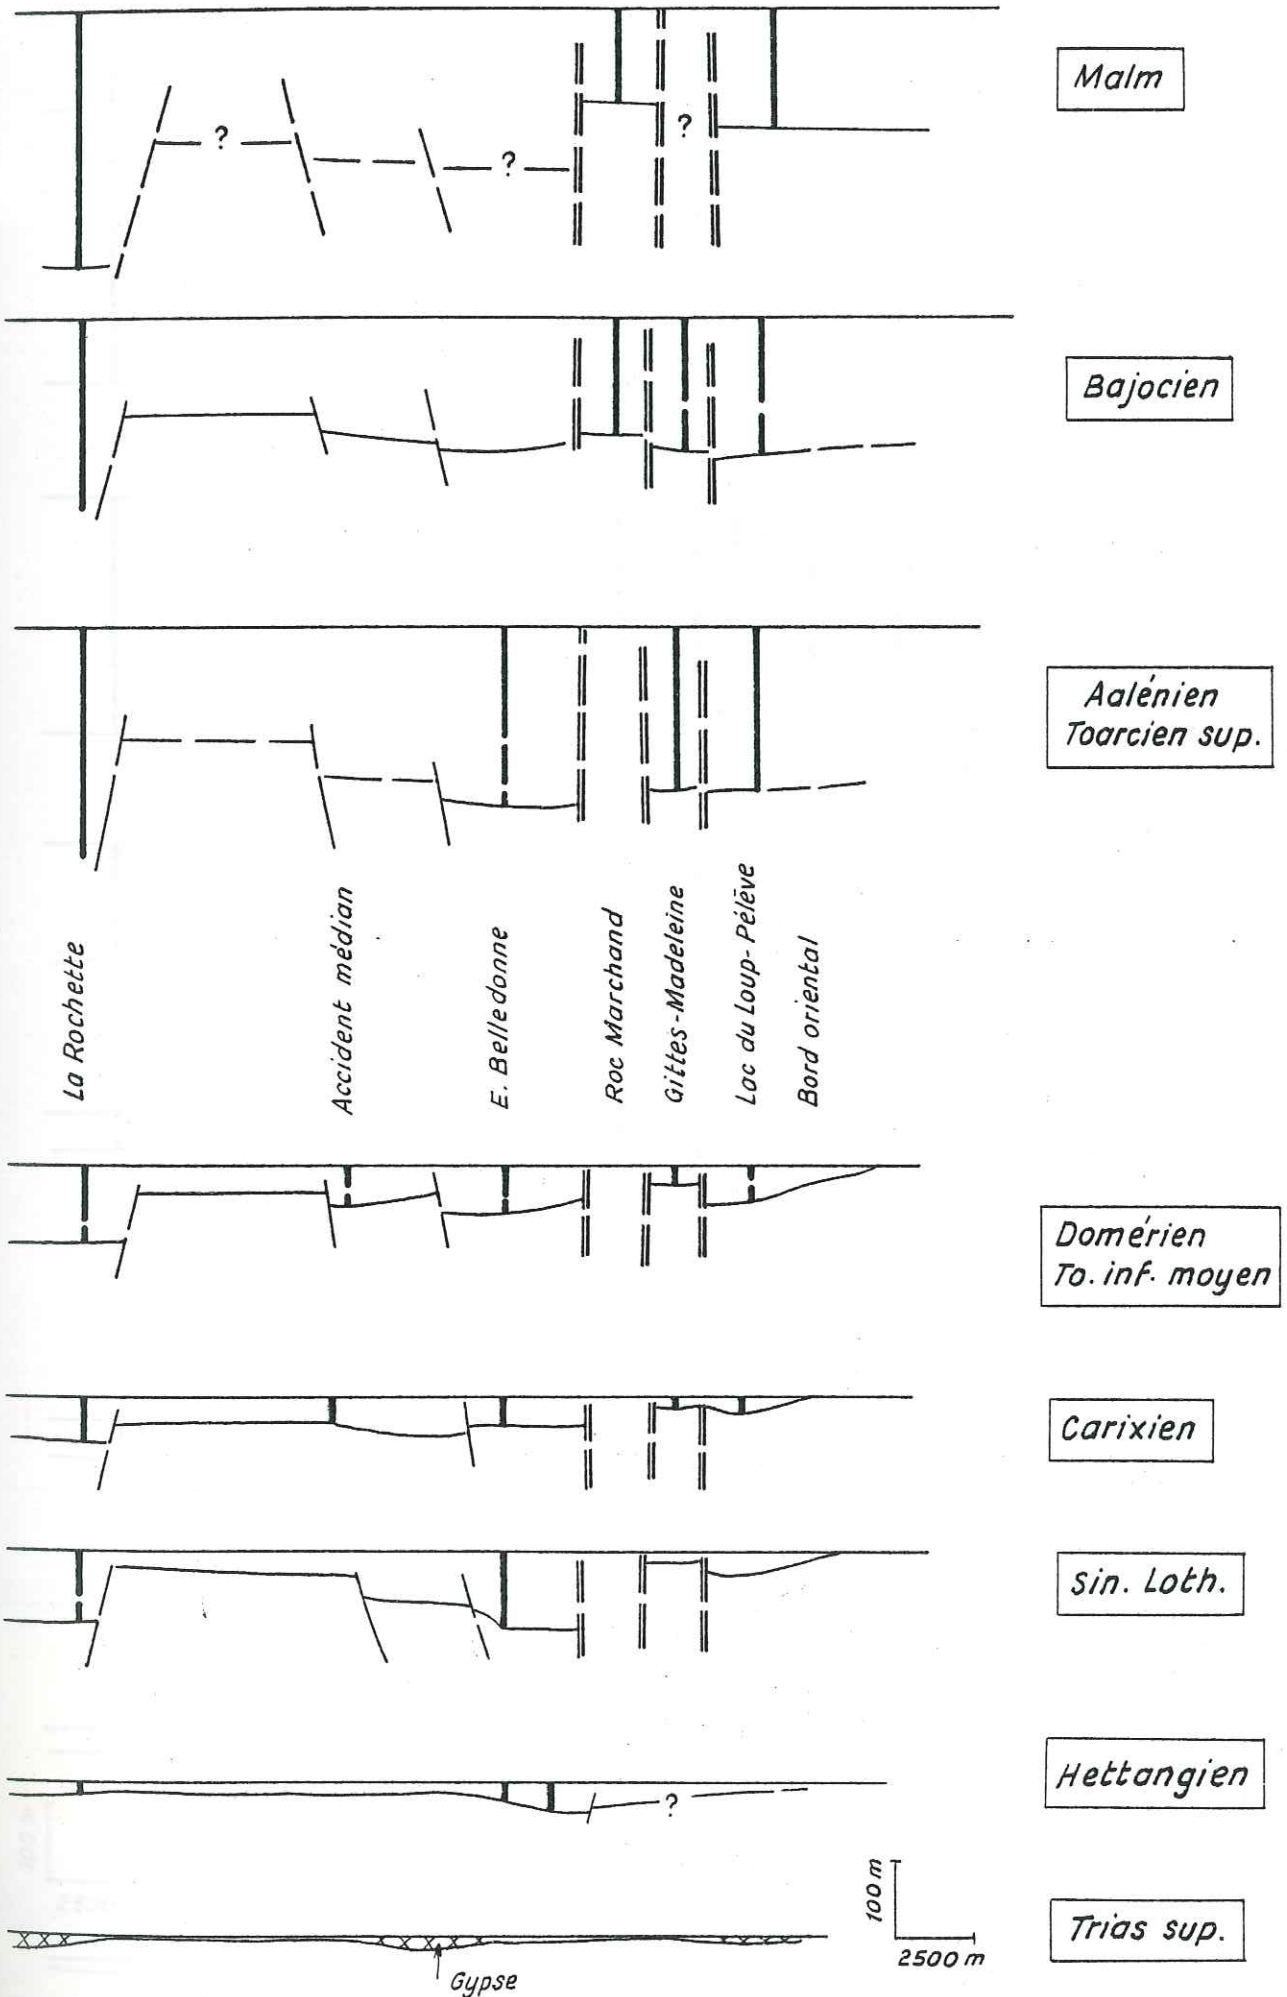 Malm
?
?
?
Bajocien
Aalénien
Toarcien sup.
La Rochette
Accident médian
E. Belledonne
Roc Marchand
Gittes-Madeleine
Lac du Loup-Pélève
Bord oriental
Domérien
To. inf. moyen
Carixien
Sin. Loth.
Hettangien
?
100 m
2500 m
Trias sup.
Gypse